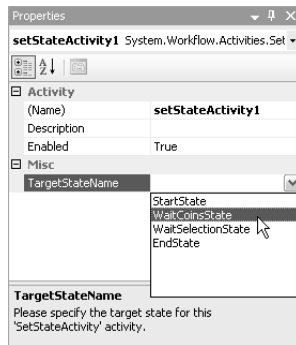 Properties
setStateActivity1 System.Workflow.Activities.Set
Activity
(Name) setStateActivity1
Description
Enabled True
Misc
TargetStateName
StartState
WaitCoinsState
WaitSelectionState
EndState
TargetStateName
Please specify the target state for this
'SetStateActivity' activity.